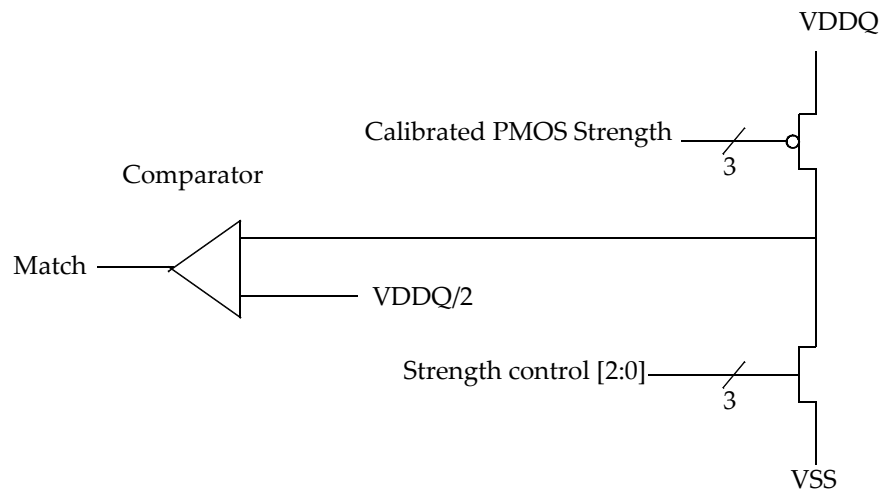 VDDQ
Calibrated PMOS Strength
3
Comparator
Match
VDDQ/2
Strength control [2:0]
3
VSS